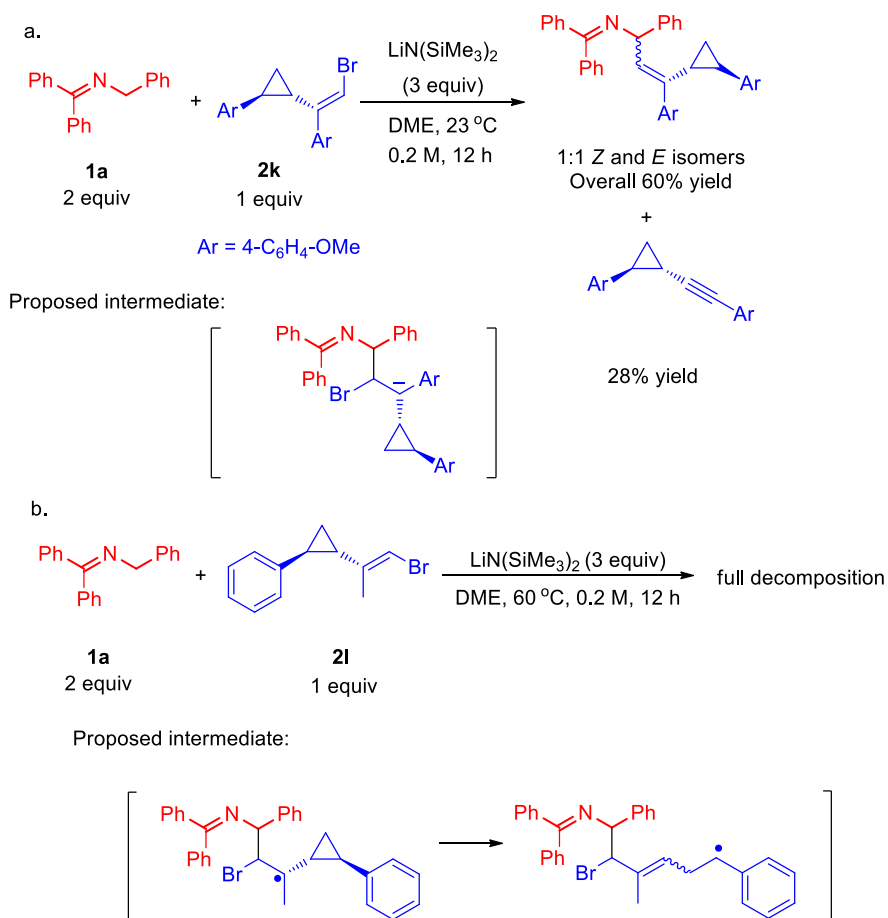 a.
Ph
N
Ph
Ph
1a
2 equiv
+
Br
Ar
Ar
2k
1 equiv
Ar = 4-C6H4-OMe
LiN(SiMe3)2
(3 equiv)
DME, 23 °C
0.2 M, 12 h
Ph
N
Ph
Ph
Ar
Ar
1:1 Z and E isomers
Overall 60% yield
+
Ar
Ar
28% yield
Proposed intermediate:
Ph
N
Ph
Ph
Br
–
Ar
Ar
b.
Ph
N
Ph
Ph
1a
2 equiv
+
Br
2l
1 equiv
LiN(SiMe3)2 (3 equiv)
DME, 60 °C, 0.2 M, 12 h
full decomposition
Proposed intermediate:
Ph
N
Ph
Ph
Br
Ph
N
Ph
Ph
Br